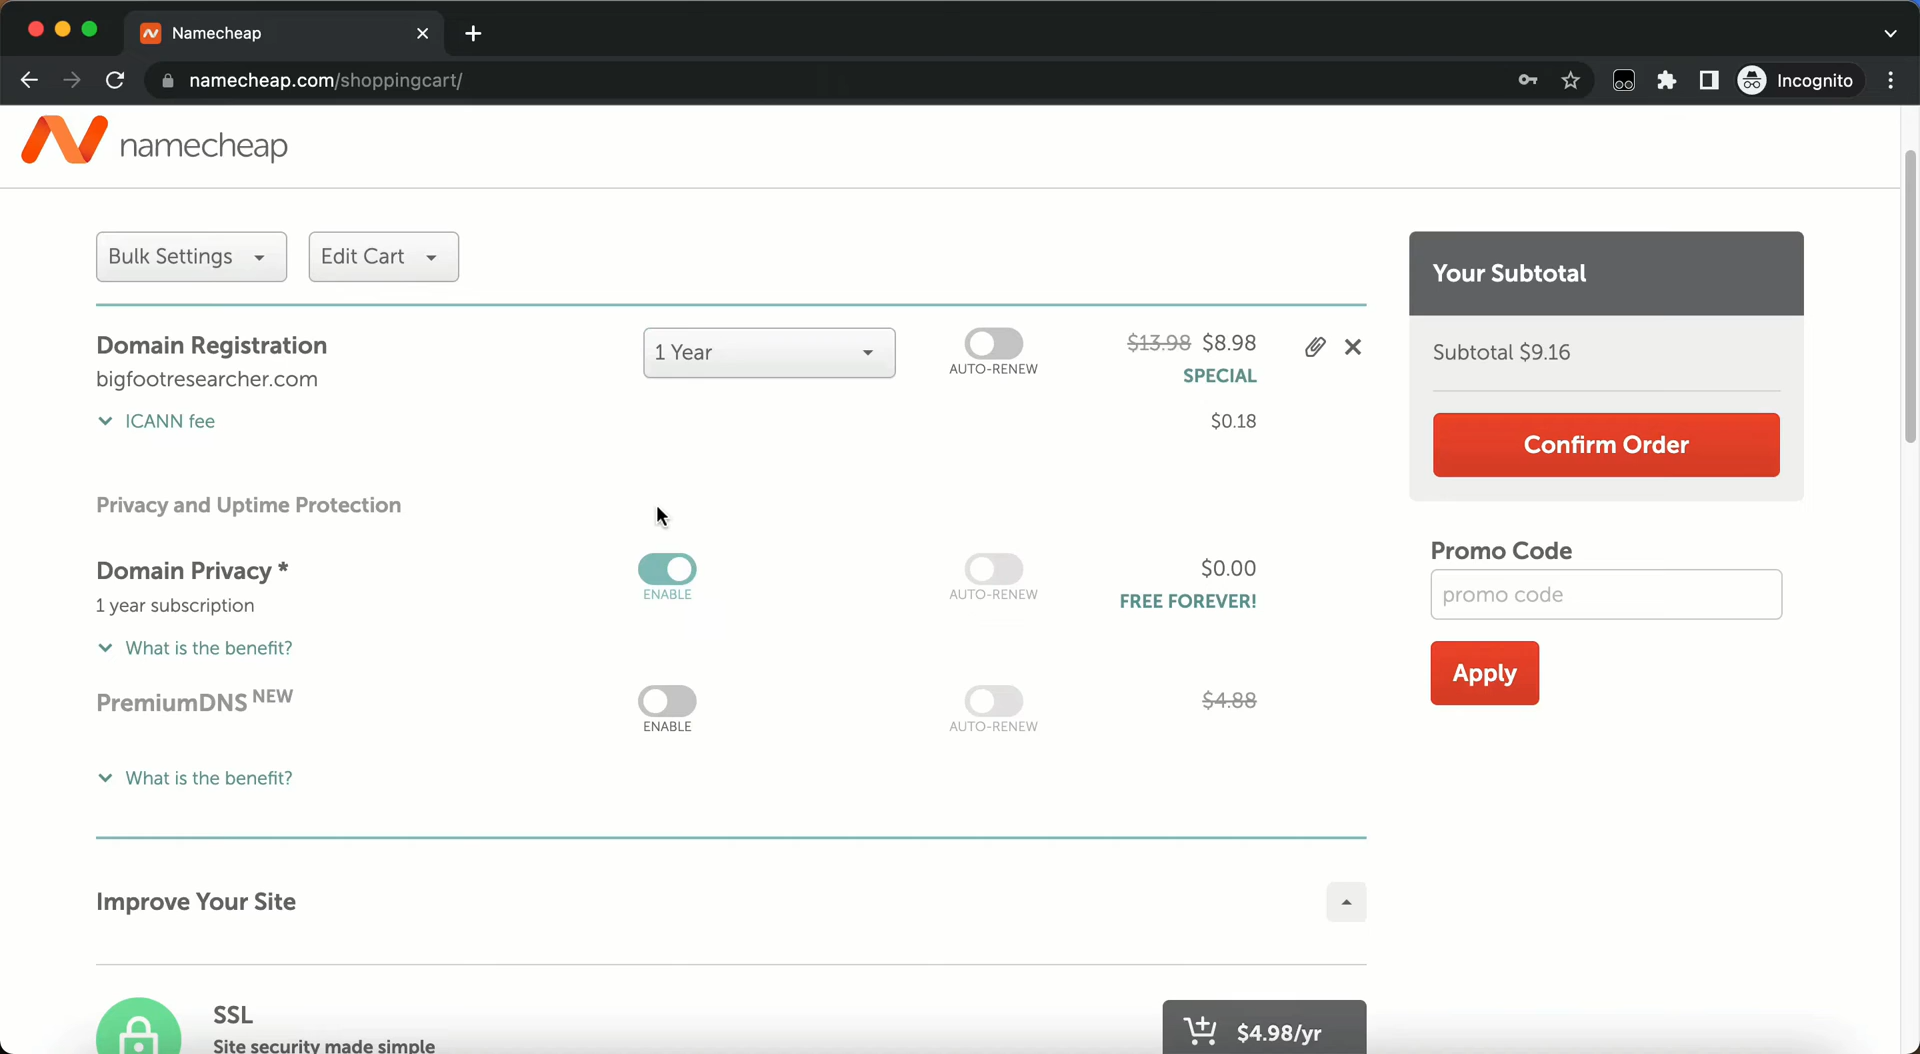 Namecheap
namecheap.com/shoppingcart/
Incognito
namecheap
Bulk Settings
Edit Cart
Your Subtotal
Domain Registration
1 Year
$13.98 $8.98
bigfootresearcher.com
AUTO-RENEW
SPECIAL
Subtotal $9.16
ICANN fee
$0.18
Confirm Order
Privacy and Uptime Protection
Promo Code
promo code
Apply
Domain Privacy *
$0.00
1 year subscription
ENABLE
AUTO-RENEW
FREE FOREVER!
What is the benefit?
PremiumDNS NEW
$4.88
ENABLE
AUTO-RENEW
What is the benefit?
Improve Your Site
SSL
Site security made simple
$4.98/yr